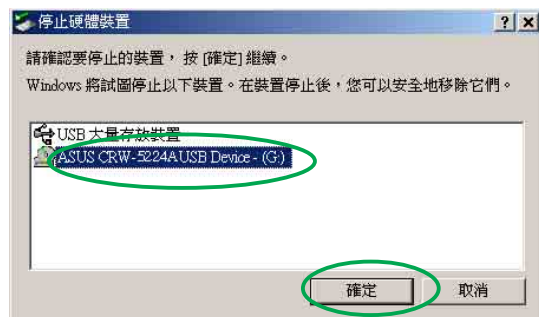 停止硬體裝置
請確認要停止的裝置，按 [確定] 繼續。
Windows 將試圖停止以下裝置。在裝置停止後，您可以安全地移除它們。
USB 大量存放裝置
ASUS CRW-5224A USB Device - (G:)
確定 取消